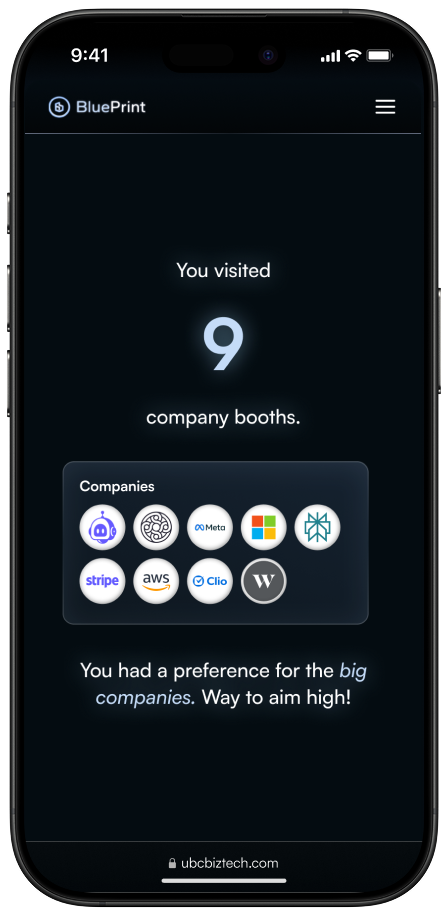 9:41
BluePrint
You visited
9
company booths.
Companies
Meta
stripe
aws
Clio
W
You had a preference for the big
companies. Way to aim high!
ubcbiztech.com